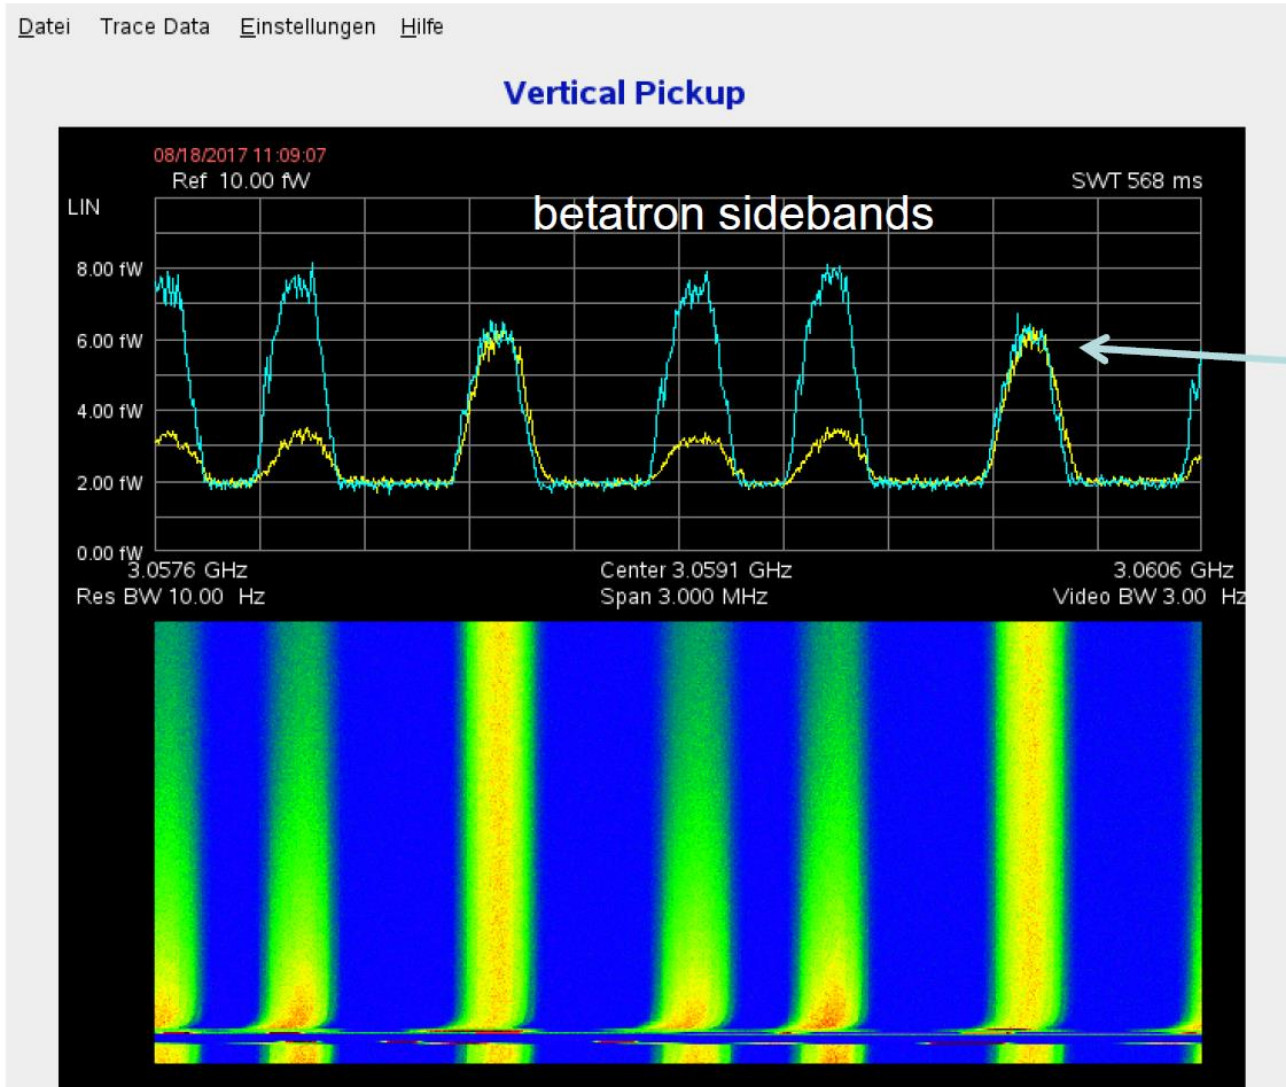 Datei Trace Data Einstellungen Hilfe
Vertical Pickup
08/18/2017 11:09:07
Ref 10.00 fW SWT 568 ms
LIN
betatron sidebands
8.00 fW
6.00 fW
4.00 fW
2.00 fW
0.00 fW
3.0576 GHz Center 3.0591 GHz 3.0606 GHz
Res BW 10.00 Hz Span 3.000 MHz Video BW 3.00 Hz